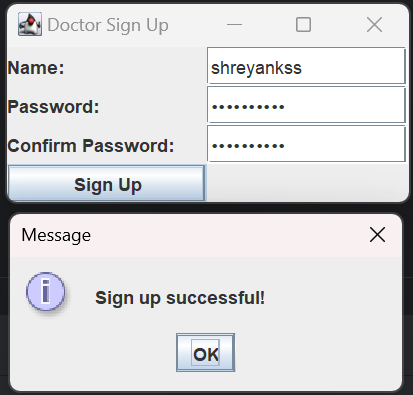 Doctor Sign Up
Name: shreyankss
Password: ••••••••••
Confirm Password: ••••••••••
Sign Up
Message
Sign up successful!
OK